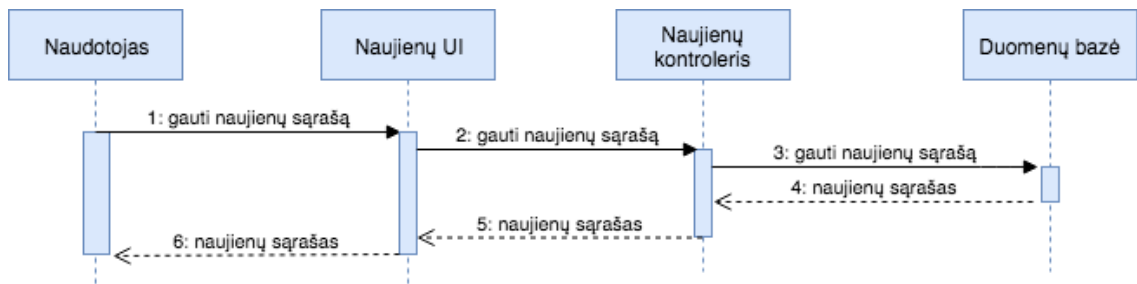 Naudotojas
Naujienų UI
Naujienų
kontroleris
Duomenų bazė
1: gauti naujienų sąrašą
2: gauti naujienų sąrašą
3: gauti naujienų sąrašą
4: naujienų sąrašas
5: naujienų sąrašas
6: naujienų sąrašas